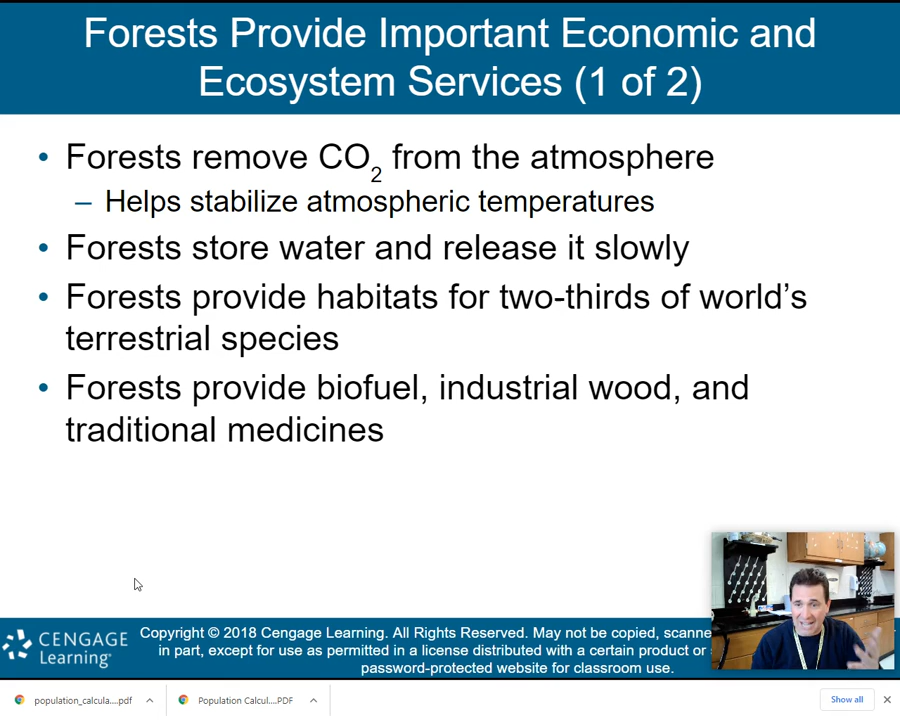 Forests Provide Important Economic and
Ecosystem Services (1 of 2)
• Forests remove CO₂ from the atmosphere
– Helps stabilize atmospheric temperatures
• Forests store water and release it slowly
• Forests provide habitats for two-thirds of world’s
terrestrial species
• Forests provide biofuel, industrial wood, and
traditional medicines
CENGAGE
Learning®
Copyright © 2018 Cengage Learning. All Rights Reserved. May not be copied, scanne
in part, except for use as permitted in a license distributed with a certain product or
password-protected website for classroom use.
population_calcula....pdf
Population Calcul....PDF
Show all